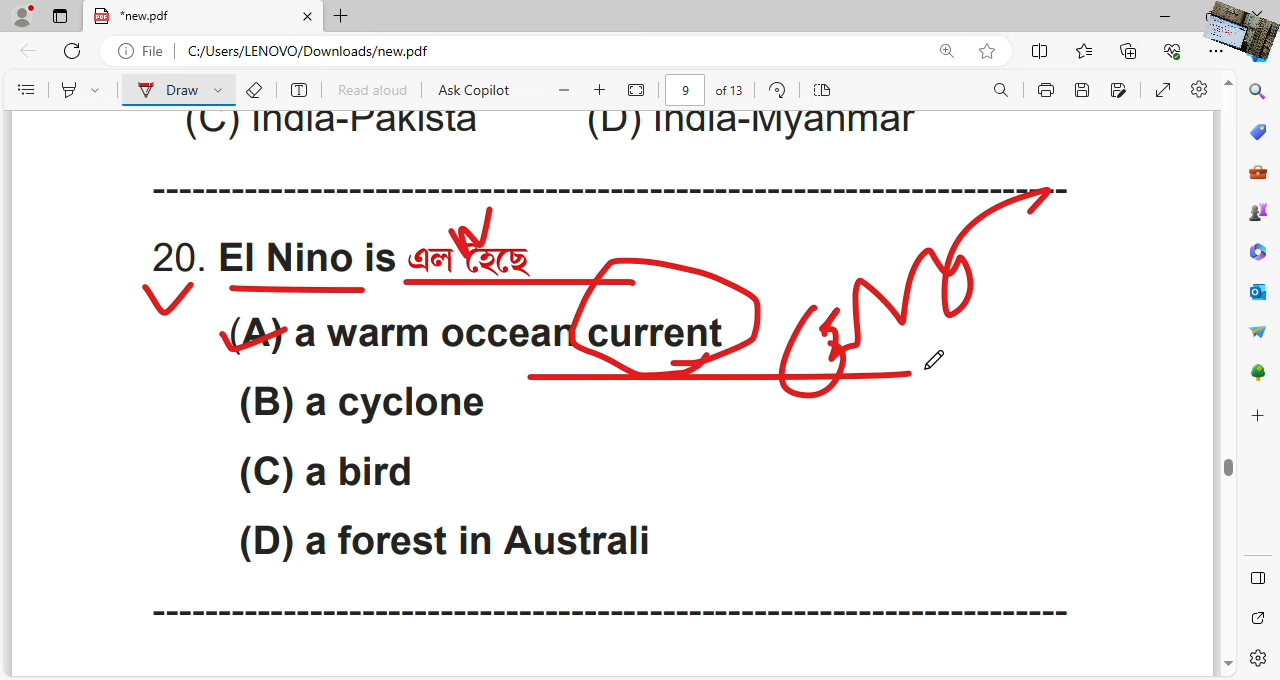 *new.pdf
File
C:/Users/LENOVO/Downloads/new.pdf
Draw
Read aloud
Ask Copilot
9 of 13
(C) India-Pakista (D) India-Myanmar
20. El Nino is এল হেছে
(A) a warm occean current
(B) a cyclone
(C) a bird
(D) a forest in Australi